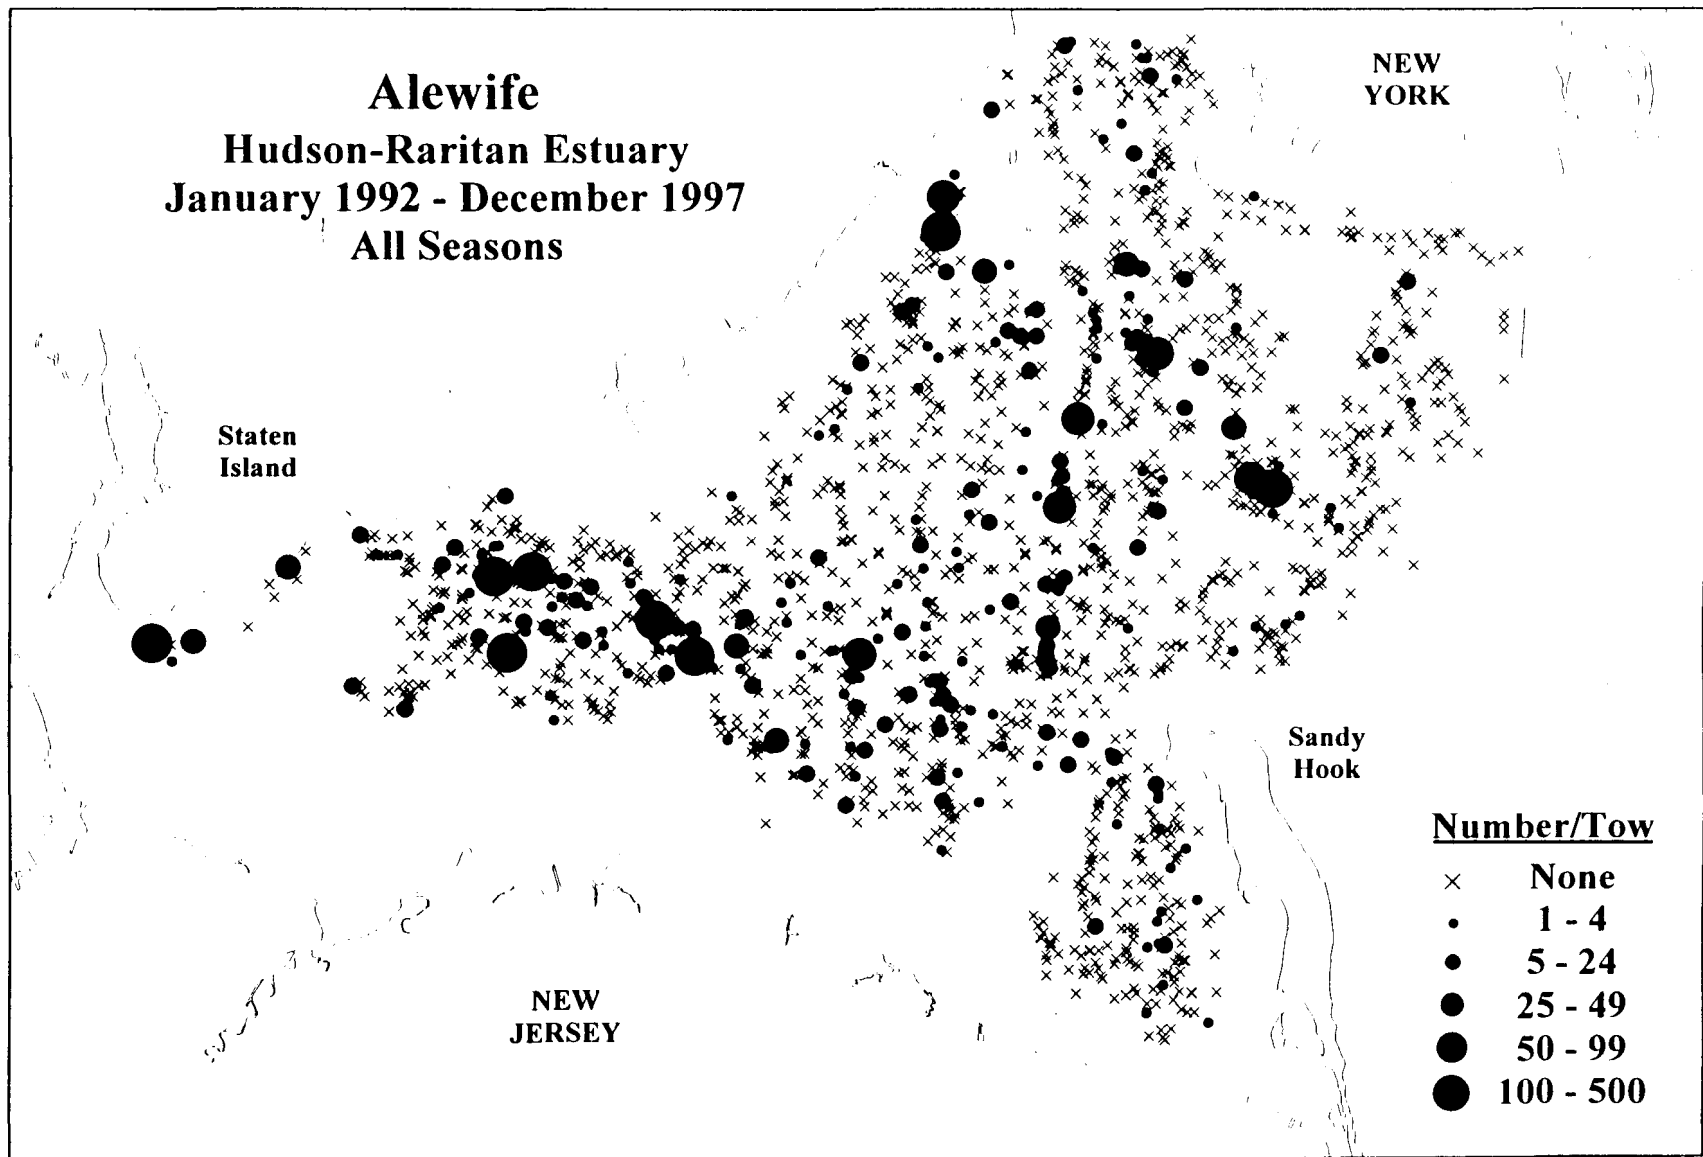 Alewife
Hudson-Raritan Estuary
January 1992 - December 1997
All Seasons
NEW
YORK
Staten
Island
Sandy
Hook
NEW
JERSEY
Number/Tow
None
1 - 4
5 - 24
25 - 49
50 - 99
100 - 500